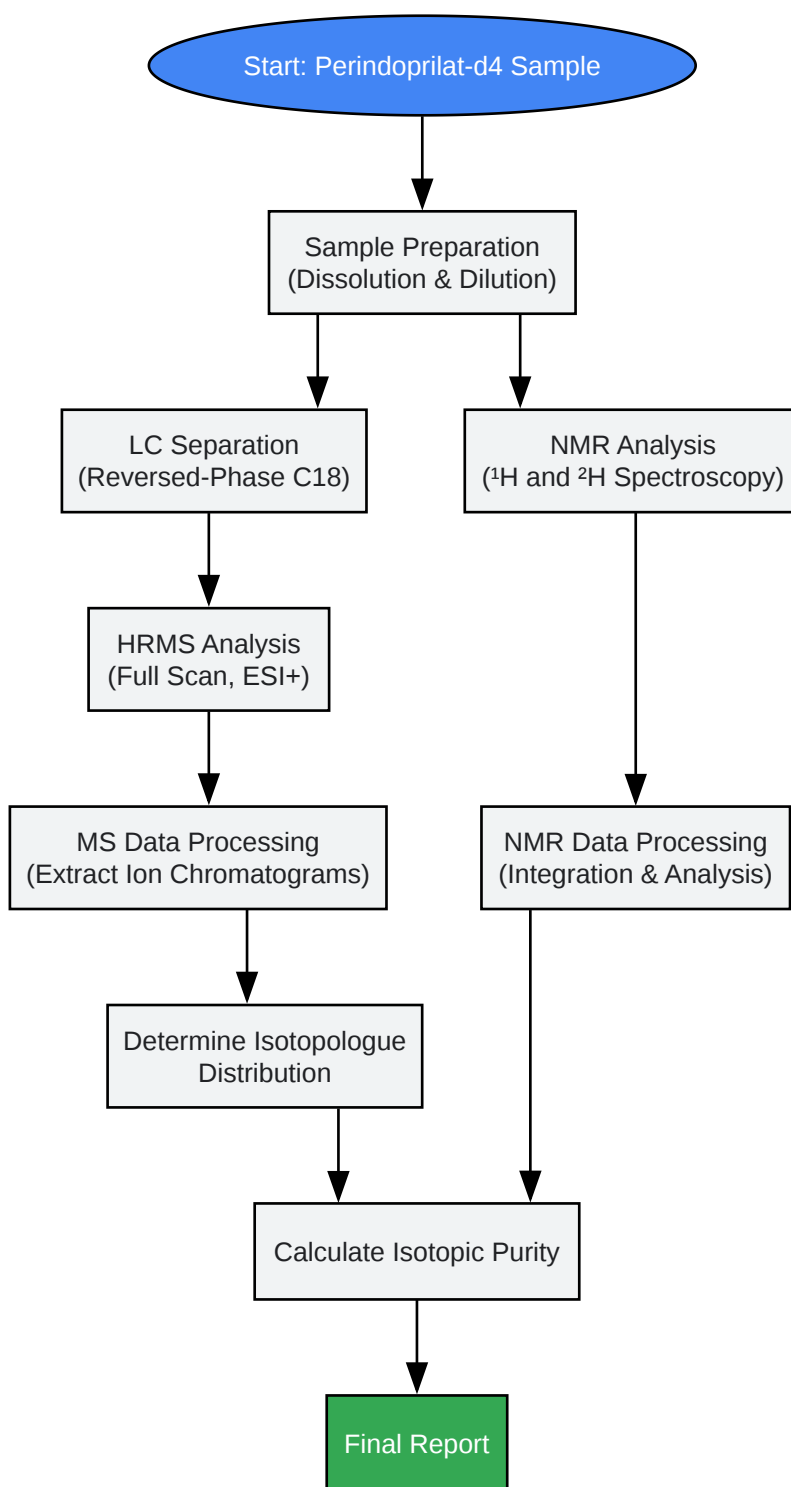 Start: Perindoprilat-d4 Sample
Sample Preparation
(Dissolution & Dilution)
LC Separation
(Reversed-Phase C18)
NMR Analysis
(¹H and ²H Spectroscopy)
HRMS Analysis
(Full Scan, ESI+)
MS Data Processing
(Extract Ion Chromatograms)
NMR Data Processing
(Integration & Analysis)
Determine Isotopologue
Distribution
Calculate Isotopic Purity
Final Report